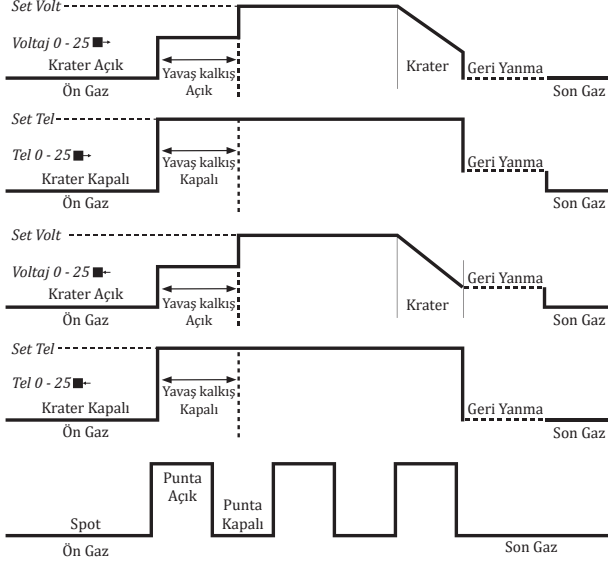 Set Volt
Voltaj 0 - 25
Krater Açık
Ön Gaz
Yavaş kalkış
Açık
Krater
Geri Yanma
Son Gaz
Set Tel
Tel 0 - 25
Krater Kapalı
Ön Gaz
Yavaş kalkış
Kapalı
Geri Yanma
Son Gaz
Set Volt
Voltaj 0 - 25
Krater Açık
Ön Gaz
Yavaş kalkış
Açık
Krater
Geri Yanma
Son Gaz
Set Tel
Tel 0 - 25
Krater Kapalı
Ön Gaz
Yavaş kalkış
Kapalı
Geri Yanma
Son Gaz
Spot
Ön Gaz
Punta
Açık
Punta
Kapalı
Son Gaz